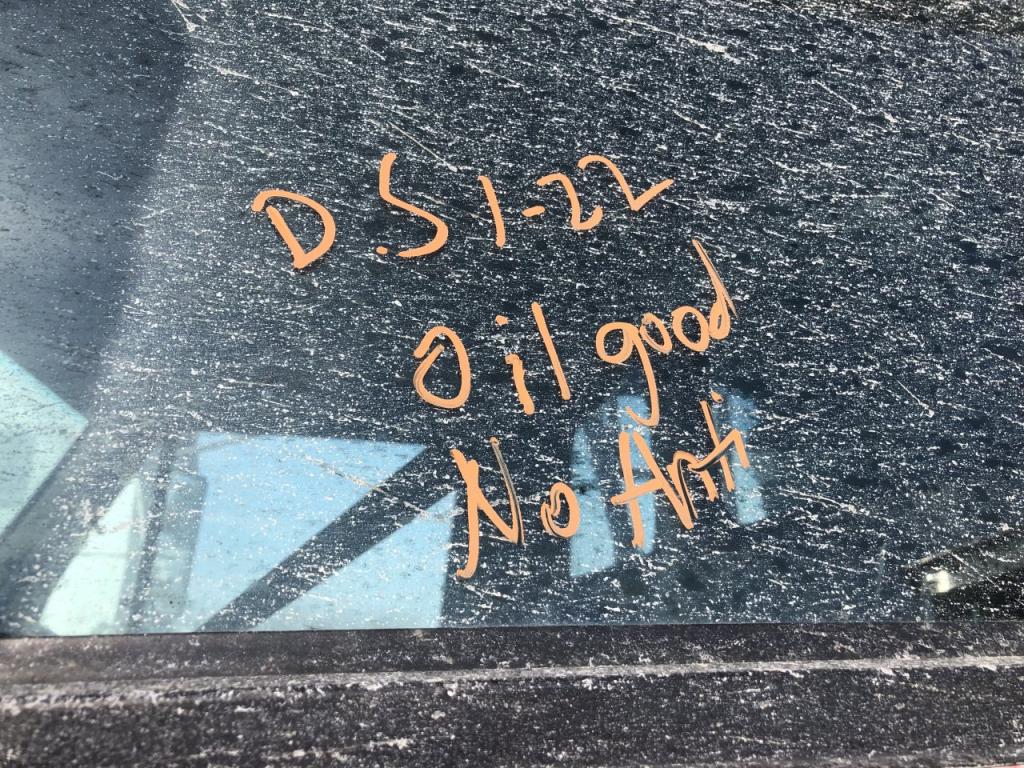 D.S 1-22
Oil good
No Anti